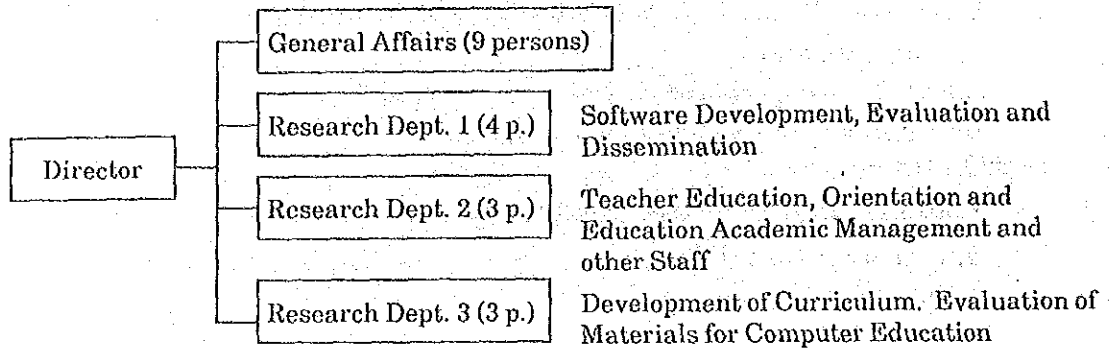 General Affairs (9 persons)
Research Dept. 1 (4 p.)
Software Development, Evaluation and
Dissemination
Director
Research Dept. 2 (3 p.)
Teacher Education, Orientation and
Education Academic Management and
other Staff
Research Dept. 3 (3 p.)
Development of Curriculum. Evaluation of
Materials for Computer Education